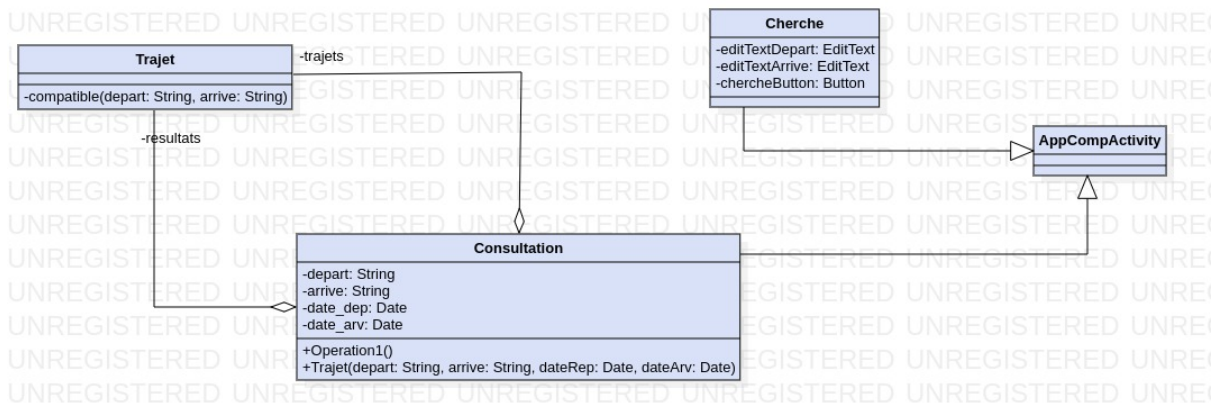 Trajet
-compatible(depart: String, arrive: String)
-trajets
-resultats
Cherche
-editTextDepart: EditText
-editTextArrive: EditText
-chercheButton: Button
AppCompActivity
Consultation
-depart: String
-arrive: String
-date_dep: Date
-date_arv: Date
+Operation1()
+Trajet(depart: String, arrive: String, dateRep: Date, dateArv: Date)
UNREGISTERED